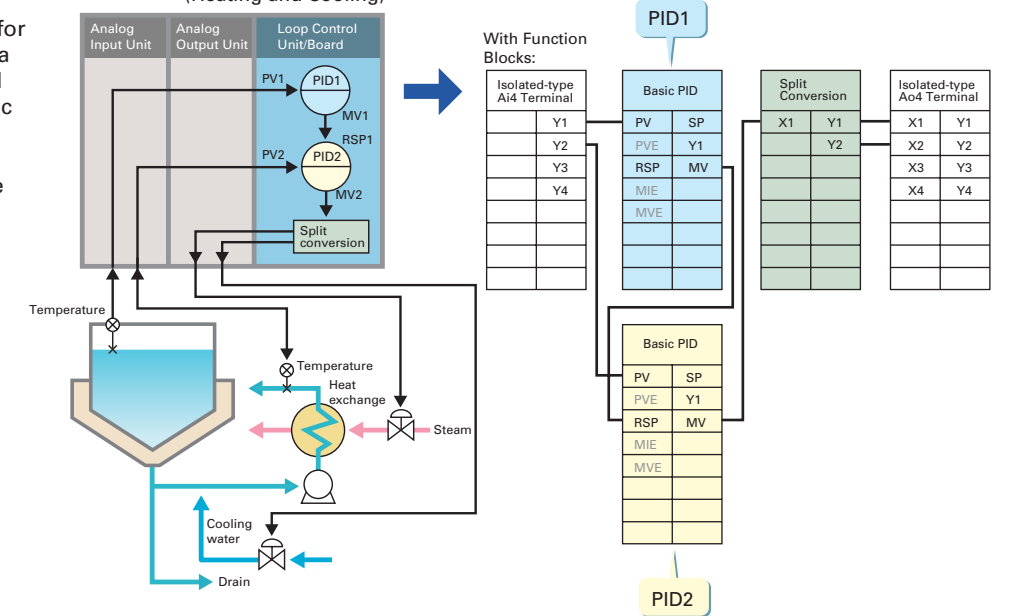 (Heating and Cooling)
for
a
c
e
Analog
Input Unit
Analog
Output Unit
Loop Control
Unit/Board
PV1
PID1
MV1
RSP1
PV2
PID2
MV2
Split
conversion
Temperature
Temperature
Heat
exchange
Steam
Cooling
water
Drain
PID1
With Function
Blocks:
Isolated-type
Ai4 Terminal
Y1
Y2
Y3
Y4
Basic PID
PV SP
PVE Y1
RSP MV
MIE
MVE
Split
Conversion
X1 Y1
Y2
Isolated-type
Ao4 Terminal
X1 Y1
X2 Y2
X3 Y3
X4 Y4
Basic PID
PV SP
PVE Y1
RSP MV
MIE
MVE
PID2